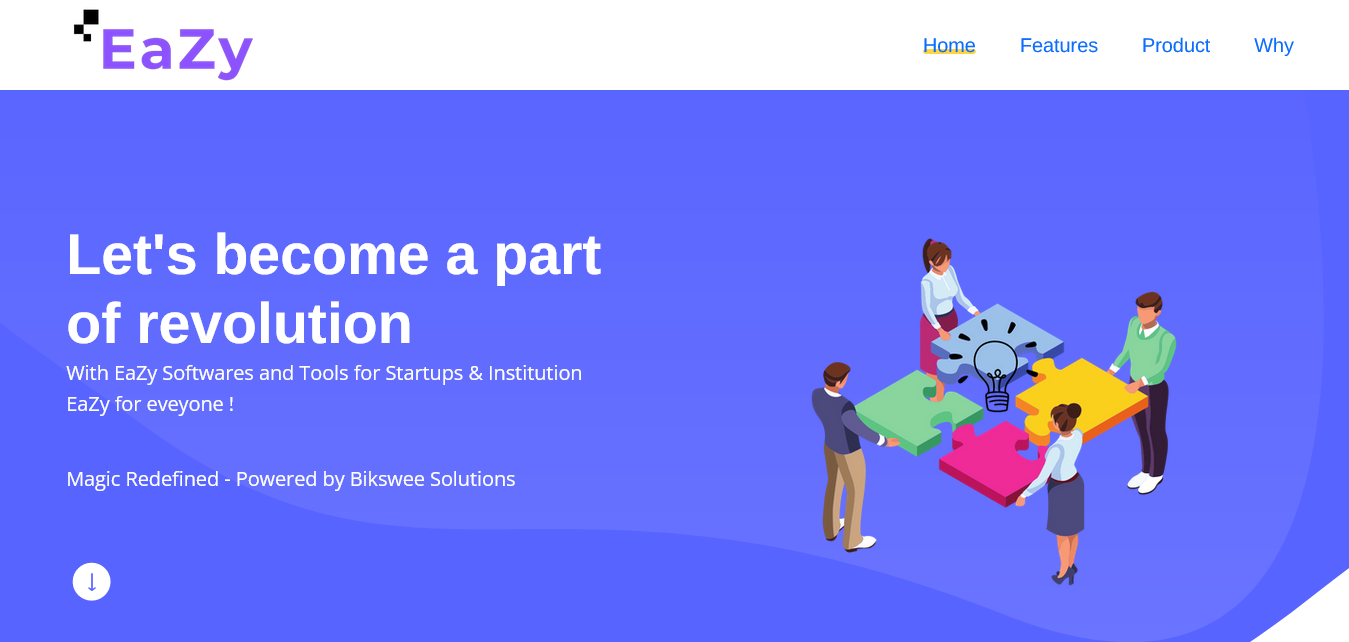 EaZy
Home Features Product Why
Let's become a part
of revolution
With EaZy Softwares and Tools for Startups & Institution
EaZy for eveyone !
Magic Redefined - Powered by Bikswee Solutions